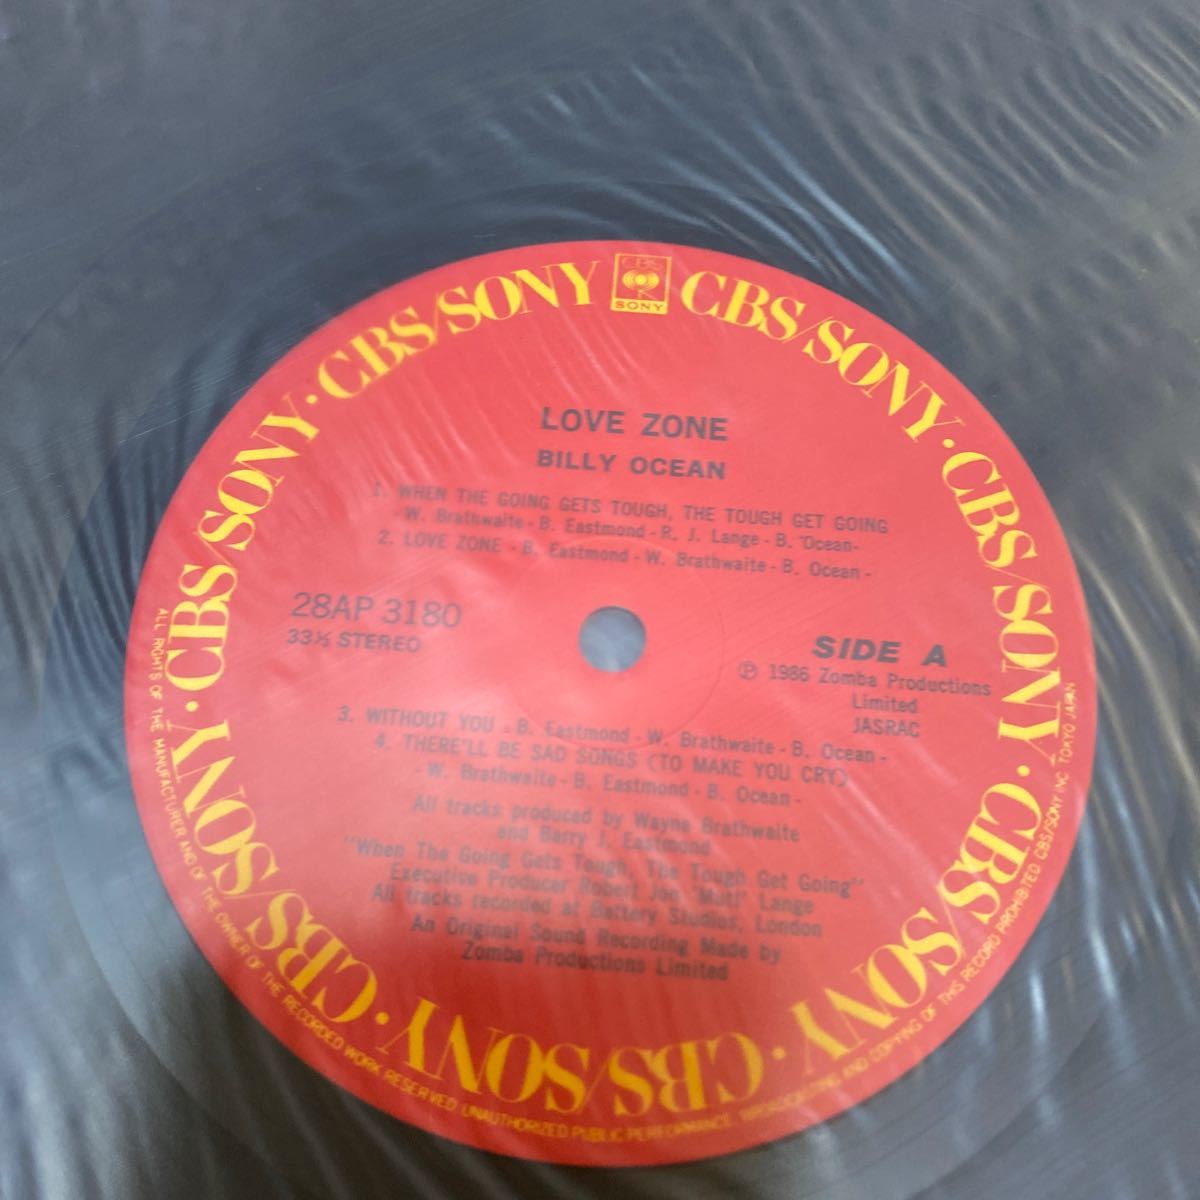 CBS
SONY
CBS/SONY · CBS/SONY · CBS/SONY · CBS/SONY · CBS/SONY · CBS/SONY · CBS/SONY · CBS/SONY
LOVE ZONE
BILLY OCEAN
1. WHEN THE GOING GETS TOUGH, THE TOUGH GET GOING
- W. Brathwaite - B. Eastmond - R. J. Lange - B. Ocean -
2. LOVE ZONE - B. Eastmond - W. Brathwaite - B. Ocean -
28AP 3180
33⅓ STEREO
SIDE A
℗ 1986 Zomba Productions
Limited
JASRAC
3. WITHOUT YOU - B. Eastmond - W. Brathwaite - B. Ocean -
4. THERE'LL BE SAD SONGS (TO MAKE YOU CRY)
- W. Brathwaite - B. Eastmond - B. Ocean -
All tracks produced by Wayne Brathwaite
and Barry J. Eastmond
"When The Going Gets Tough, The Tough Get Going"
Executive Producer Robert Jon 'Mutt' Lange
All tracks recorded at Battery Studios, London
An Original Sound Recording Made by
Zomba Productions Limited
ALL RIGHTS OF THE MANUFACTURER AND OF THE OWNER OF THE RECORDED WORK RESERVED UNAUTHORIZED PUBLIC PERFORMANCE, BROADCASTING AND COPYING OF THIS RECORD PROHIBITED CBS/SONY INC TOKYO JAPAN